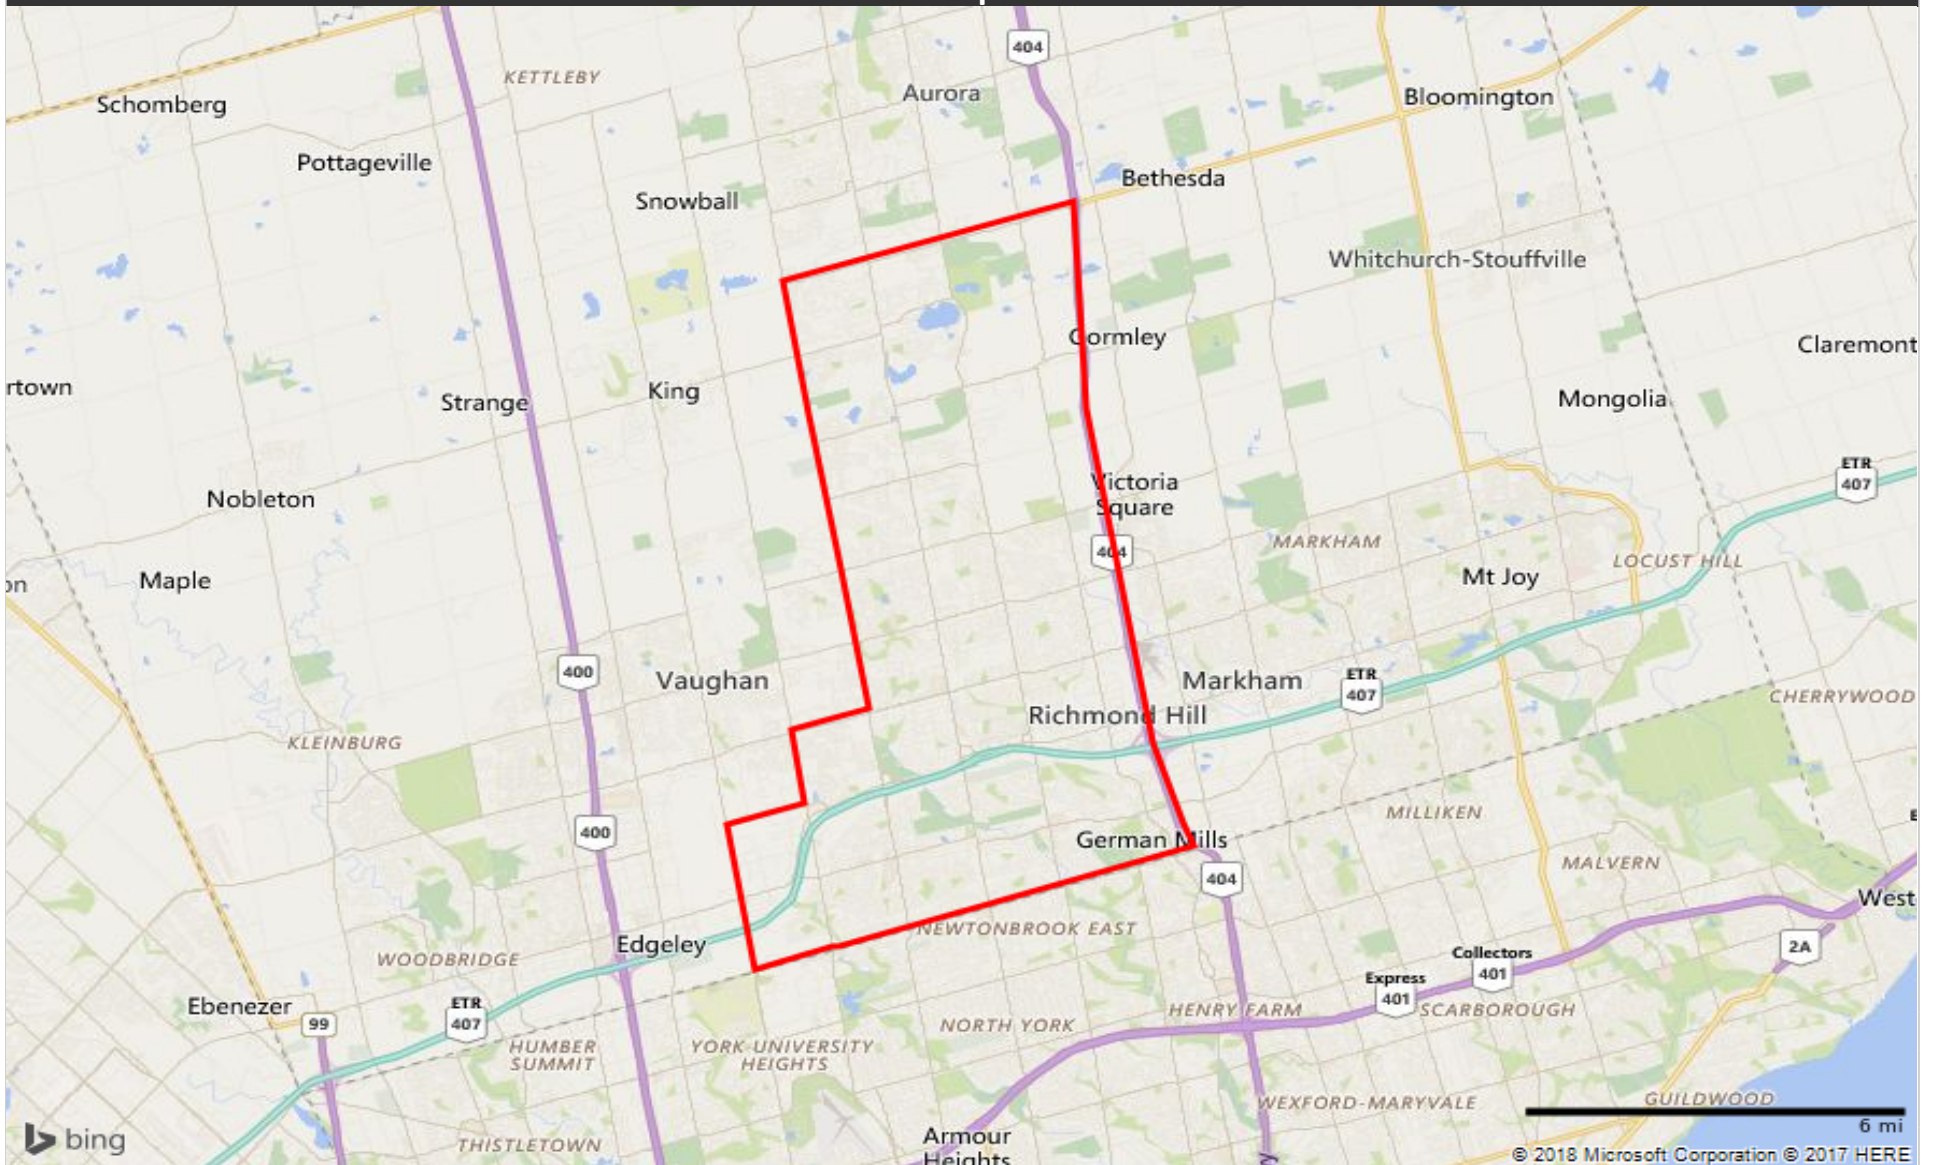 404
KETTLEBY
Aurora
Schomberg
Bloomington
Pottageville
Bethesda
Snowball
Whitchurch-Stouffville
Gormley
Claremont
rtown
King
Strange
Mongolia
ETR
407
Victoria
Square
Nobleton
MARKHAM
404
LOCUST HILL
Maple
Mt Joy
on
400
Vaughan
Markham
ETR
407
CHERRYWOOD
Richmond Hill
KLEINBURG
MILLIKEN
400
German Mills
MALVERN
404
West
NEWTONBROOK EAST
Edgeley
WOODBRIDGE
2A
Collectors
401
Express
401
Ebenezer
ETR
407
99
HENRY FARM
SCARBOROUGH
NORTH YORK
HUMBER
SUMMIT
YORK UNIVERSITY
HEIGHTS
WEXFORD-MARYVALE
GUILDWOOD
6 mi
bing
THISTLETOWN
Armour
Heights
© 2018 Microsoft Corporation © 2017 HERE